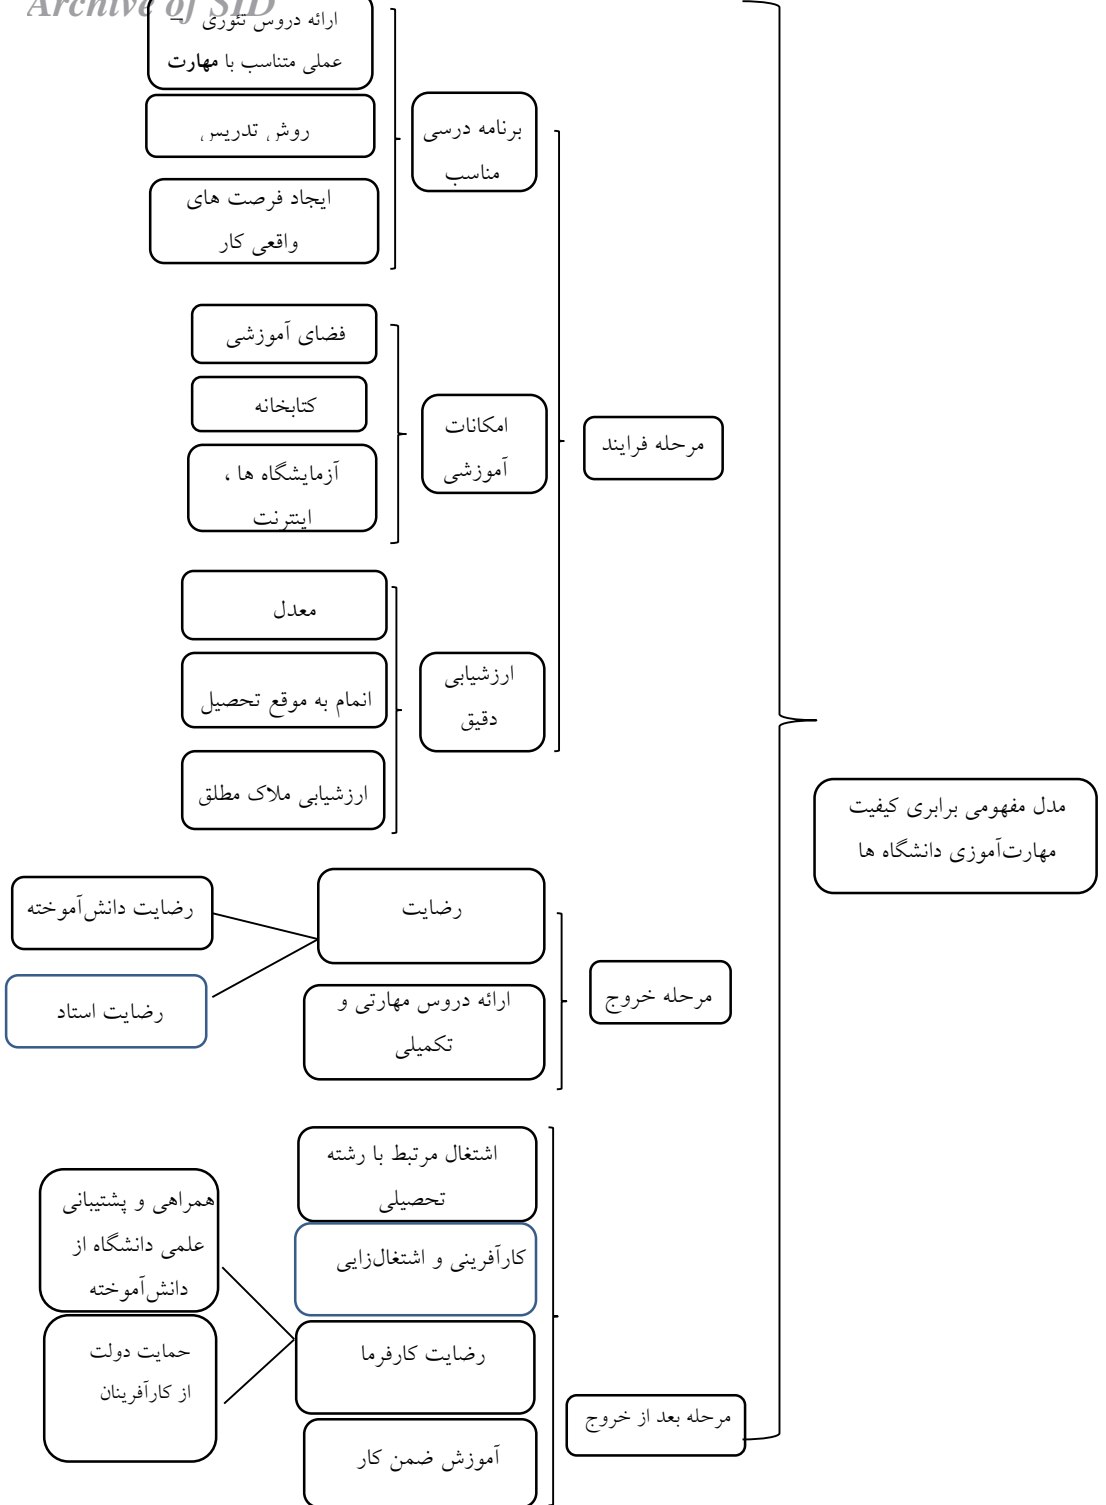 Archive of SID
ارائه دروس تئوری –
عملی متناسب با مهارت
روش تدریس
ایجاد فرصت های
واقعی کار
برنامه درسی
مناسب
فضای آموزشی
کتابخانه
آزمایشگاه ها ،
اینترنت
امکانات
آموزشی
مرحله فرایند
معدل
انمام به موقع تحصیل
ارزشیابی ملاک مطلق
ارزشیابی
دقیق
مدل مفهومی برابری کیفیت
مهارت‌آموزی دانشگاه ها
رضایت
رضایت دانش‌آموخته
رضایت استاد
ارائه دروس مهارتی و
تکمیلی
مرحله خروج
اشتغال مرتبط با رشته
تحصیلی
کارآفرینی و اشتغال‌زایی
رضایت کارفرما
آموزش ضمن کار
همراهی و پشتیبانی
علمی دانشگاه از
دانش‌آموخته
حمایت دولت
از کارآفرینان
مرحله بعد از خروج